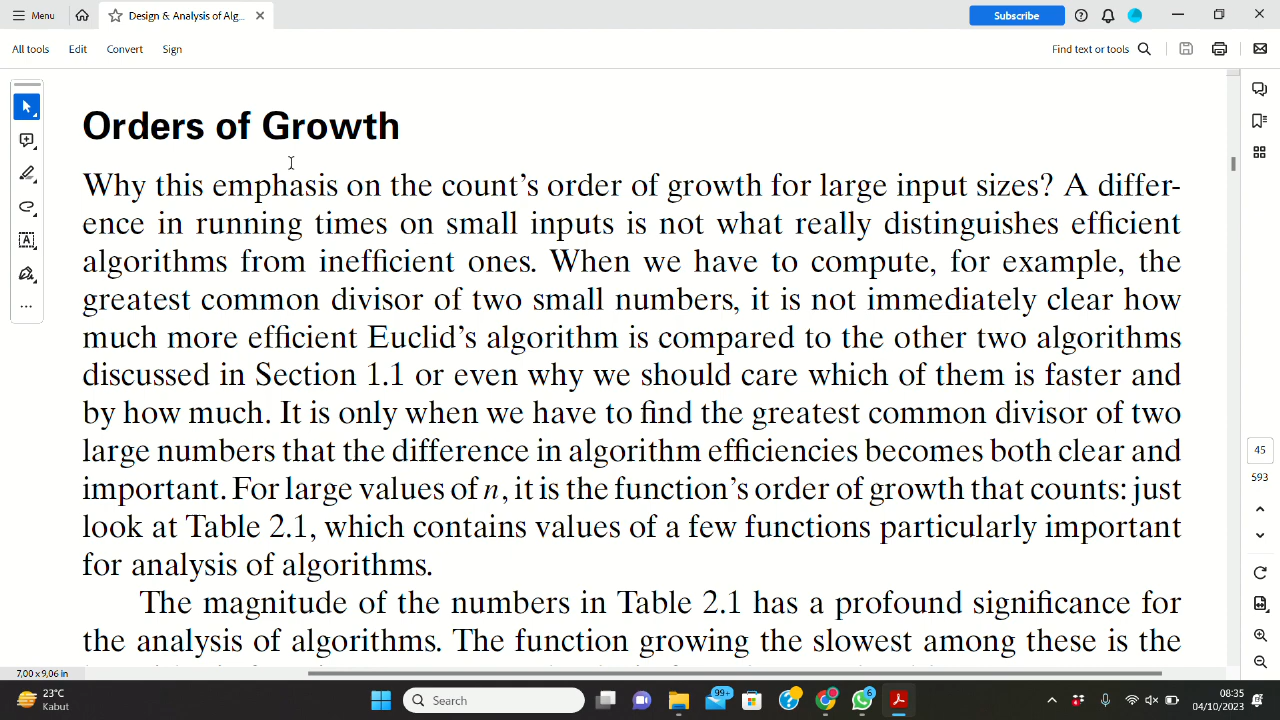 Menu
Design & Analysis of Alg...
Subscribe
All tools
Edit
Convert
Sign
Find text or tools
Orders of Growth
Why this emphasis on the count's order of growth for large input sizes? A differ-
ence in running times on small inputs is not what really distinguishes efficient
algorithms from inefficient ones. When we have to compute, for example, the
greatest common divisor of two small numbers, it is not immediately clear how
much more efficient Euclid's algorithm is compared to the other two algorithms
discussed in Section 1.1 or even why we should care which of them is faster and
by how much. It is only when we have to find the greatest common divisor of two
large numbers that the difference in algorithm efficiencies becomes both clear and
important. For large values of n, it is the function's order of growth that counts: just
look at Table 2.1, which contains values of a few functions particularly important
for analysis of algorithms.
The magnitude of the numbers in Table 2.1 has a profound significance for
the analysis of algorithms. The function growing the slowest among these is the
45
593
7,00 x 9,06 in
23°C
Kabut
Search
99+
6
08:35
04/10/2023